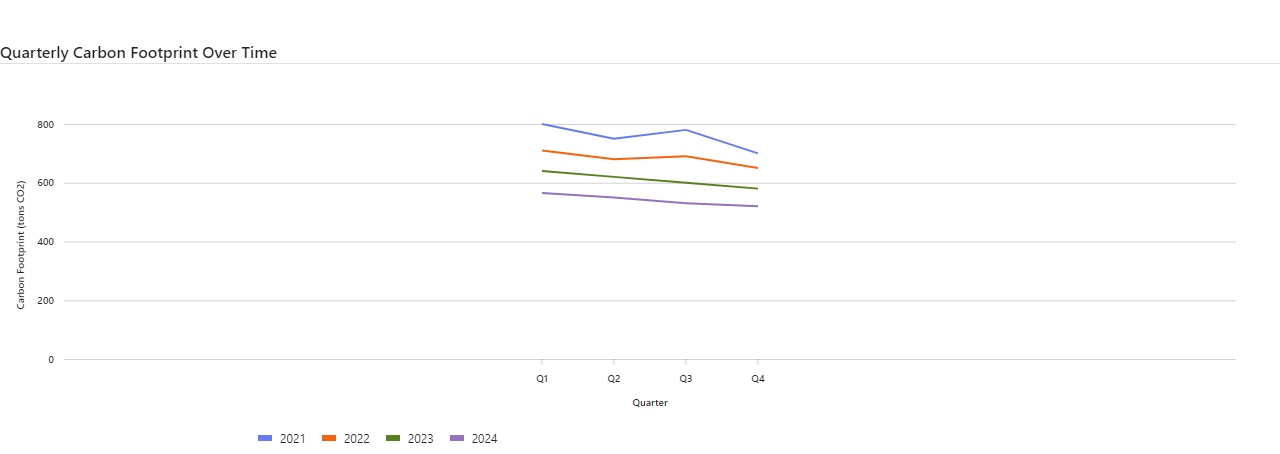 Quarterly Carbon Footprint Over Time
Carbon Footprint (tons CO2)
800
600
400
200
0
Q1 Q2 Q3 Q4
Quarter
2021 2022 2023 2024